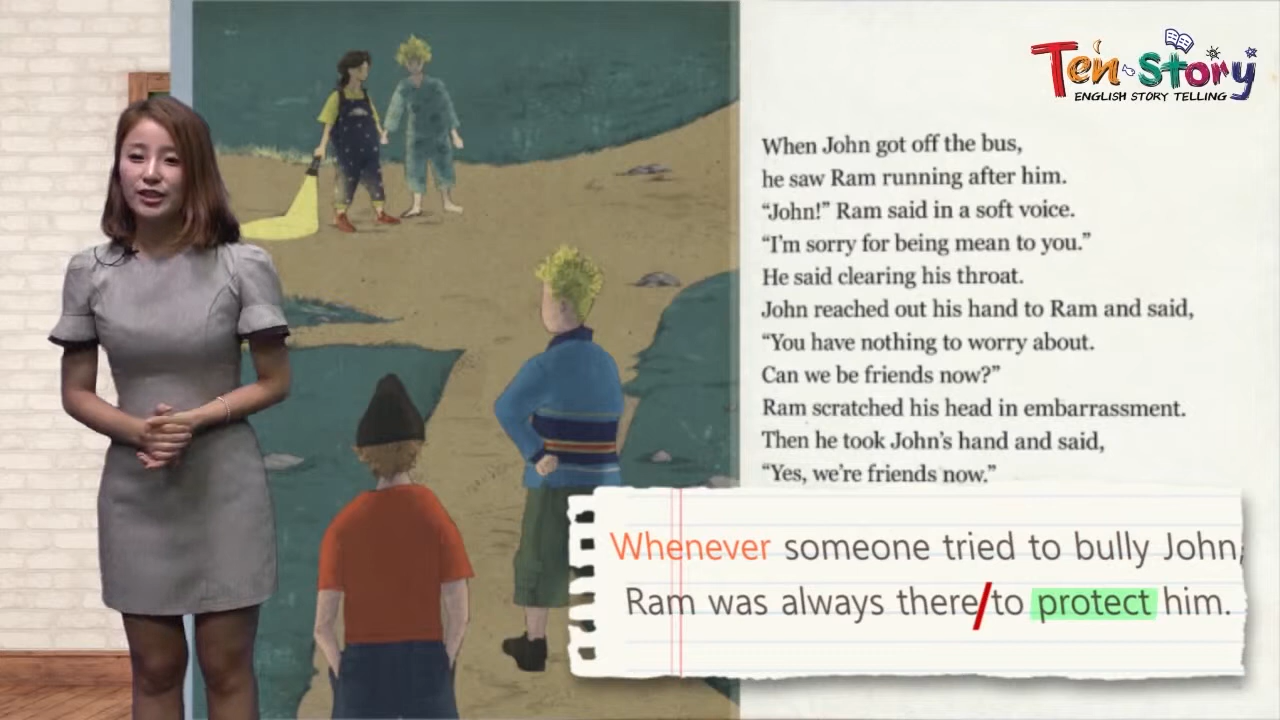 Ten Story
ENGLISH STORY TELLING
When John got off the bus,
he saw Ram running after him.
“John!” Ram said in a soft voice.
“I’m sorry for being mean to you.”
He said clearing his throat.
John reached out his hand to Ram and said,
“You have nothing to worry about.
Can we be friends now?”
Ram scratched his head in embarrassment.
Then he took John’s hand and said,
“Yes, we’re friends now.”
Whenever someone tried to bully John,
Ram was always there/to protect him.